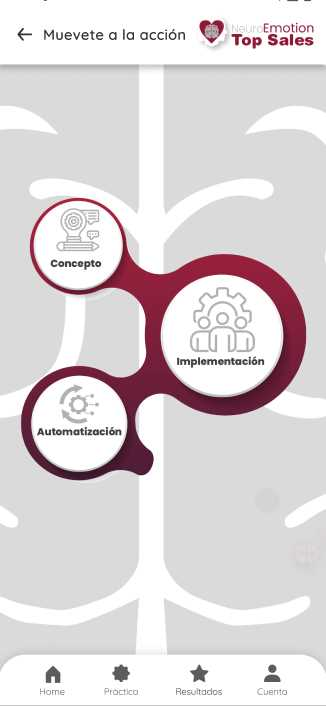 Muevete a la acción
NeuroEmotion
Top Sales
Concepto
Implementación
Automatización
Home
Práctica
Resultados
Cuenta